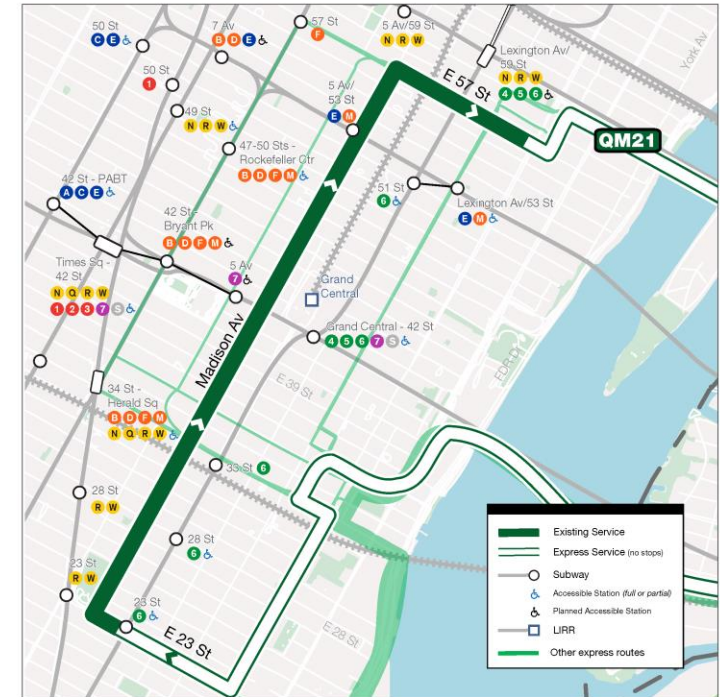 50 St
C E
7 Av
B D E
57 St
F
5 Av/59 St
N R W
Lexington Av/
59 St
N R W
4 5 6
York Av
50 St
1
49 St
N R W
5 Av/
53 St
E M
E 57 St
QM21
47-50 Sts -
Rockefeller Ctr
B D F M
42 St - PABT
A C E
51 St
6
Lexington Av/53 St
E M
42 St -
Bryant Pk
B D F M
Times Sq -
42 St
N Q R W
1 2 3 7 S
5 Av
7
Grand
Central
Grand Central - 42 St
4 5 6 7 S
FDR Dr
Madison Av
E 39 St
34 St -
Herald Sq
B D F M
N Q R W
33 St 6
28 St
R W
28 St
6
23 St
R W
23 St
6
E 23 St
E 28 St
Existing Service
Express Service (no stops)
Subway
Accessible Station (full or partial)
Planned Accessible Station
LIRR
Other express routes